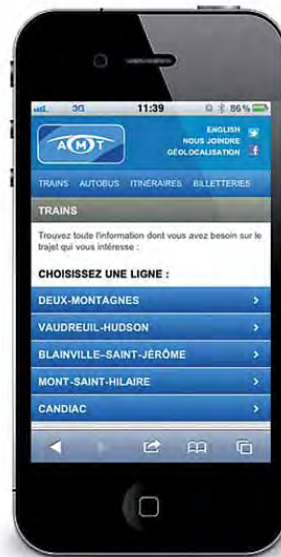 3G 11:39 86%
AMT
ENGLISH
NOUS JOINDRE
GÉOLOCALISATION
TRAINS AUTOBUS ITINÉRAIRES BILLETTERIES
TRAINS
Trouvez toute l'information dont vous avez besoin sur le
trajet qui vous intéresse :
CHOISISSEZ UNE LIGNE :
DEUX-MONTAGNES
VAUDREUIL-HUDSON
BLAINVILLE–SAINT-JÉRÔME
MONT-SAINT-HILAIRE
CANDIAC